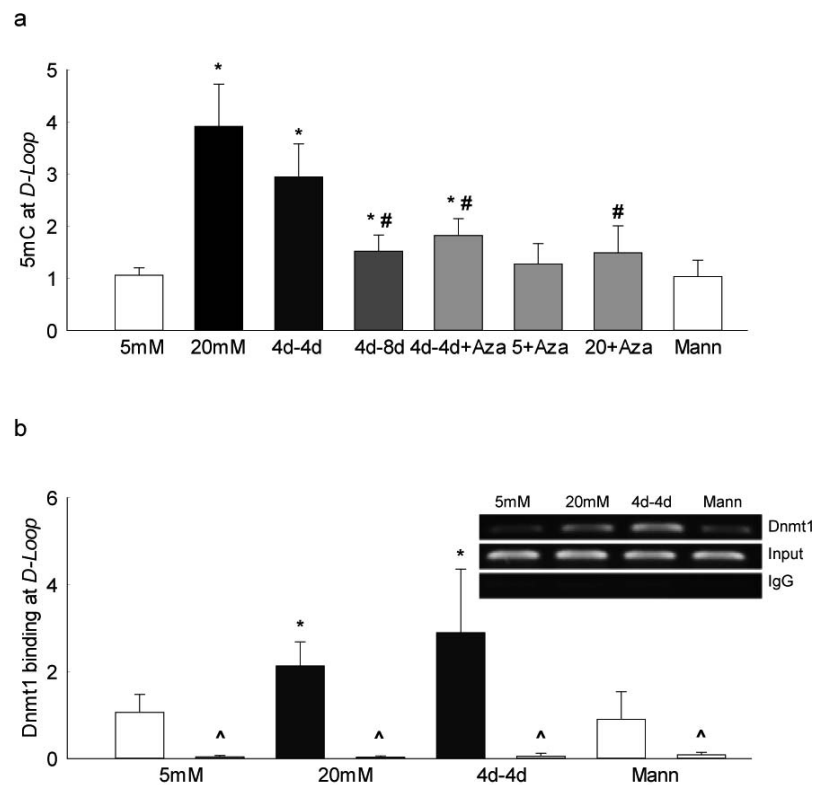 a
5mC at D-Loop
5
4
3
2
1
0
*
*
* #
* #
#
5mM 20mM 4d-4d 4d-8d 4d-4d+Aza 5+Aza 20+Aza Mann
b
Dnmt1 binding at D-Loop
6
4
2
0
5mM 20mM 4d-4d Mann
Dnmt1
Input
IgG
*
*
^ ^ ^ ^
5mM 20mM 4d-4d Mann